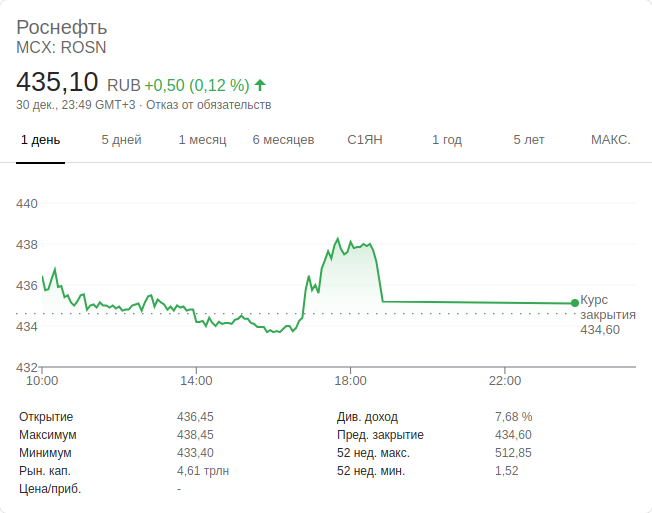 Роснефть
MCX: ROSN
435,10 RUB +0,50 (0,12 %)
30 дек., 23:49 GMT+3 · Отказ от обязательств
1 день 5 дней 1 месяц 6 месяцев С1ЯН 1 год 5 лет МАКС.
440
438
436
434
432
Курс
закрытия
434,60
10:00 14:00 18:00 22:00
Открытие 436,45 Див. доход 7,68 %
Максимум 438,45 Пред. закрытие 434,60
Минимум 433,40 52 нед. макс. 512,85
Рын. кап. 4,61 трлн 52 нед. мин. 1,52
Цена/приб. -